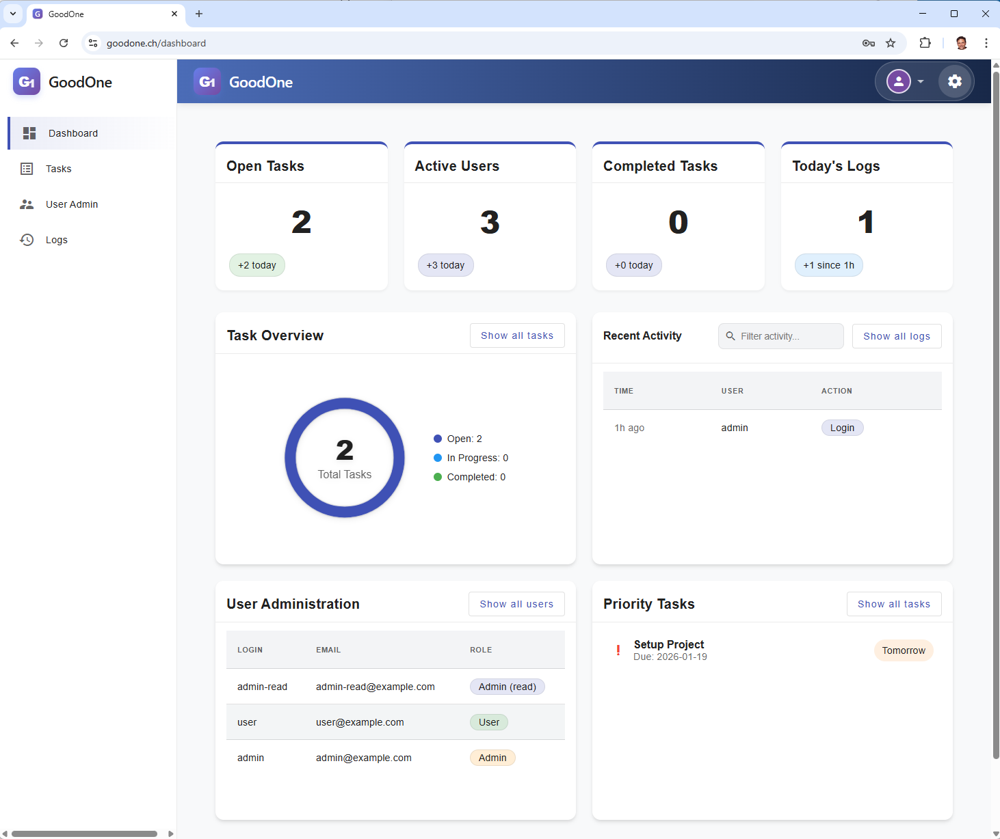 GoodOne
goodone.ch/dashboard
G1 GoodOne
G1 GoodOne
Dashboard
Tasks
User Admin
Logs
Open Tasks
2
+2 today
Active Users
3
+3 today
Completed Tasks
0
+0 today
Today's Logs
1
+1 since 1h
Task Overview
Show all tasks
2
Total Tasks
Open: 2
In Progress: 0
Completed: 0
Recent Activity
Filter activity...
Show all logs
TIME USER ACTION
1h ago admin Login
User Administration
Show all users
LOGIN EMAIL ROLE
admin-read admin-read@example.com Admin (read)
user user@example.com User
admin admin@example.com Admin
Priority Tasks
Show all tasks
! Setup Project
Due: 2026-01-19
Tomorrow